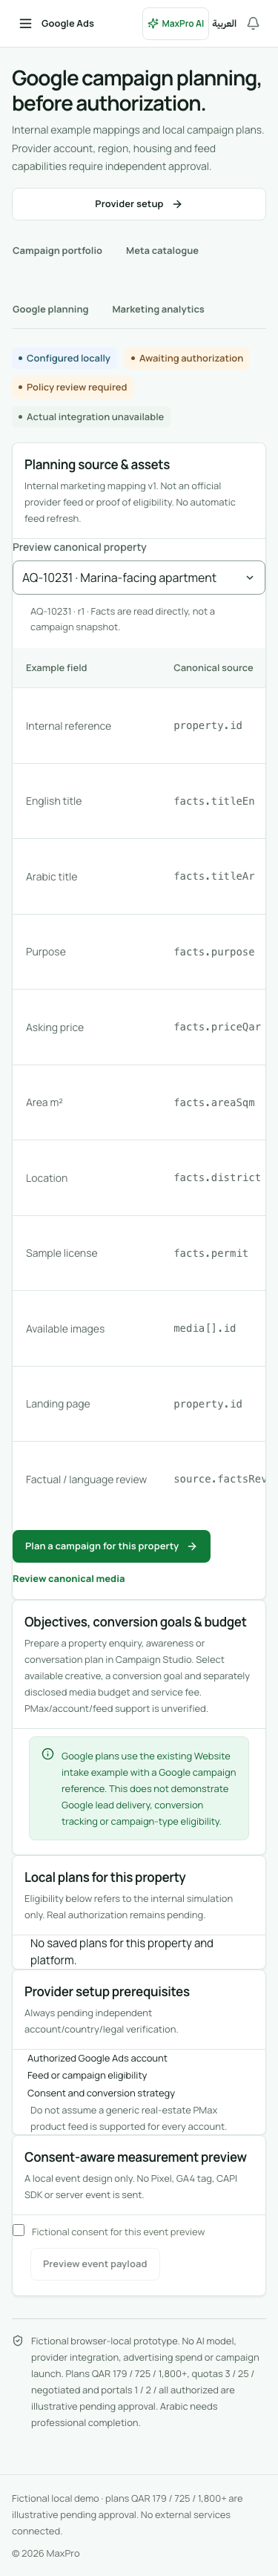 Google Ads
MaxPro AI
العربية
Google campaign planning,
before authorization.
Internal example mappings and local campaign plans.
Provider account, region, housing and feed
capabilities require independent approval.
Provider setup →
Campaign portfolio
Meta catalogue
Google planning
Marketing analytics
Configured locally
Awaiting authorization
Policy review required
Actual integration unavailable
Planning source & assets
Internal marketing mapping v1. Not an official
provider feed or proof of eligibility. No automatic
feed refresh.
Preview canonical property
AQ-10231 · Marina-facing apartment
AQ-10231 · r1 · Facts are read directly, not a
campaign snapshot.
Example field
Canonical source
Internal reference
property.id
English title
facts.titleEn
Arabic title
facts.titleAr
Purpose
facts.purpose
Asking price
facts.priceQar
Area m²
facts.areaSqm
Location
facts.district
Sample license
facts.permit
Available images
media[].id
Landing page
property.id
Factual / language review
source.factsRev
Plan a campaign for this property →
Review canonical media
Objectives, conversion goals & budget
Prepare a property enquiry, awareness or
conversation plan in Campaign Studio. Select
available creative, a conversion goal and separately
disclosed media budget and service fee.
PMax/account/feed support is unverified.
Google plans use the existing Website
intake example with a Google campaign
reference. This does not demonstrate
Google lead delivery, conversion
tracking or campaign-type eligibility.
Local plans for this property
Eligibility below refers to the internal simulation
only. Real authorization remains pending.
No saved plans for this property and
platform.
Provider setup prerequisites
Always pending independent
account/country/legal verification.
Authorized Google Ads account
Feed or campaign eligibility
Consent and conversion strategy
Do not assume a generic real-estate PMax
product feed is supported for every account.
Consent-aware measurement preview
A local event design only. No Pixel, GA4 tag, CAPI
SDK or server event is sent.
Fictional consent for this event preview
Preview event payload
Fictional browser-local prototype. No AI model,
provider integration, advertising spend or campaign
launch. Plans QAR 179 / 725 / 1,800+, quotas 3 / 25 /
negotiated and portals 1 / 2 / all authorized are
illustrative pending approval. Arabic needs
professional completion.
Fictional local demo · plans QAR 179 / 725 / 1,800+ are
illustrative pending approval. No external services
connected.
© 2026 MaxPro